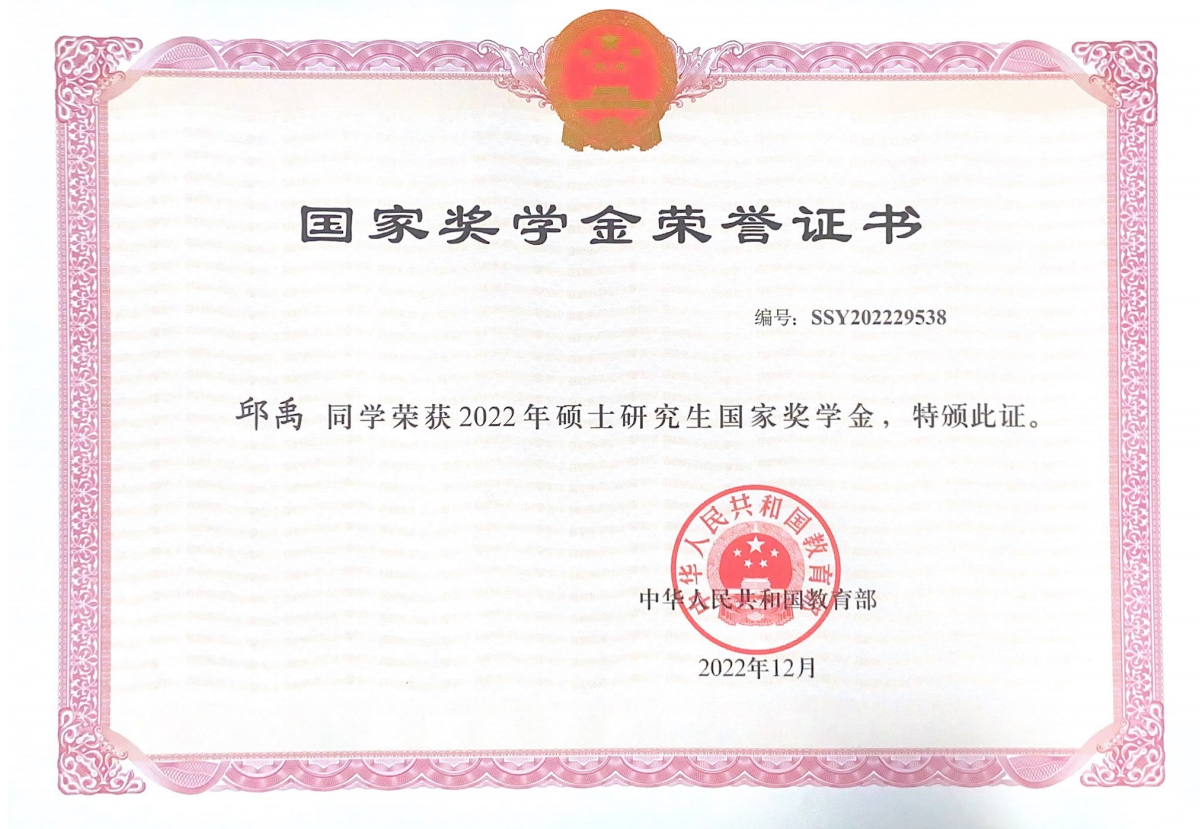 国家奖学金荣誉证书
编号：SSY202229538
邱禹 同学荣获2022年硕士研究生国家奖学金，特颁此证。
中华人民共和国教育部
中华人民共和国教育部
2022年12月